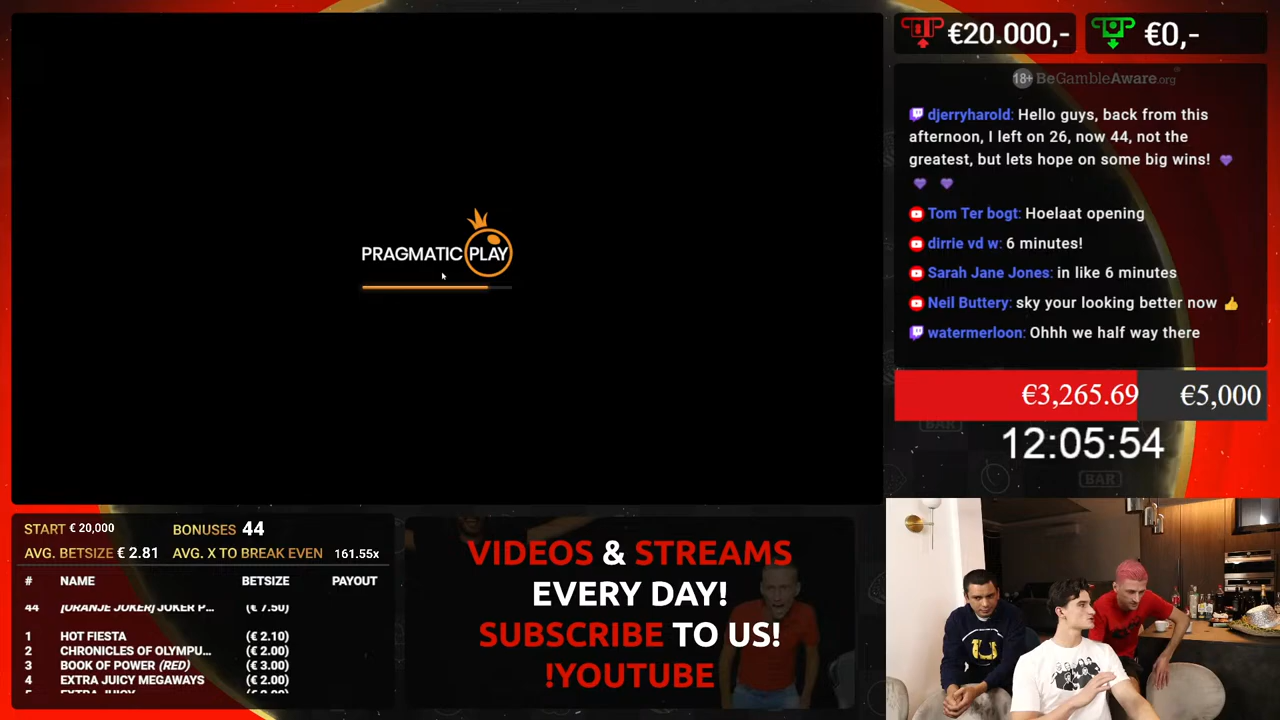 €20.000,-
€0,-
18+ BeGambleAware.org
djerryharold: Hello guys, back from this
afternoon, I left on 26, now 44, not the
greatest, but lets hope on some big wins! 💜
💜 💜
Tom Ter bogt: Hoelaat opening
dirrie vd w: 6 minutes!
Sarah Jane Jones: in like 6 minutes
Neil Buttery: sky your looking better now 👍
watermerloon: Ohhh we half way there
PRAGMATIC PLAY
€3,265.69 €5,000
BAR
12:05:54
BAR
START € 20,000 BONUSES 44
AVG. BETSIZE € 2.81 AVG. X TO BREAK EVEN 161.55x
# NAME BETSIZE PAYOUT
44 [ORANJE JOKER] JOKER P... (€ 7.50)
1 HOT FIESTA (€ 2.10)
2 CHRONICLES OF OLYMPU... (€ 2.00)
3 BOOK OF POWER (RED) (€ 3.00)
4 EXTRA JUICY MEGAWAYS (€ 2.00)
VIDEOS & STREAMS
EVERY DAY!
SUBSCRIBE TO US!
!YOUTUBE